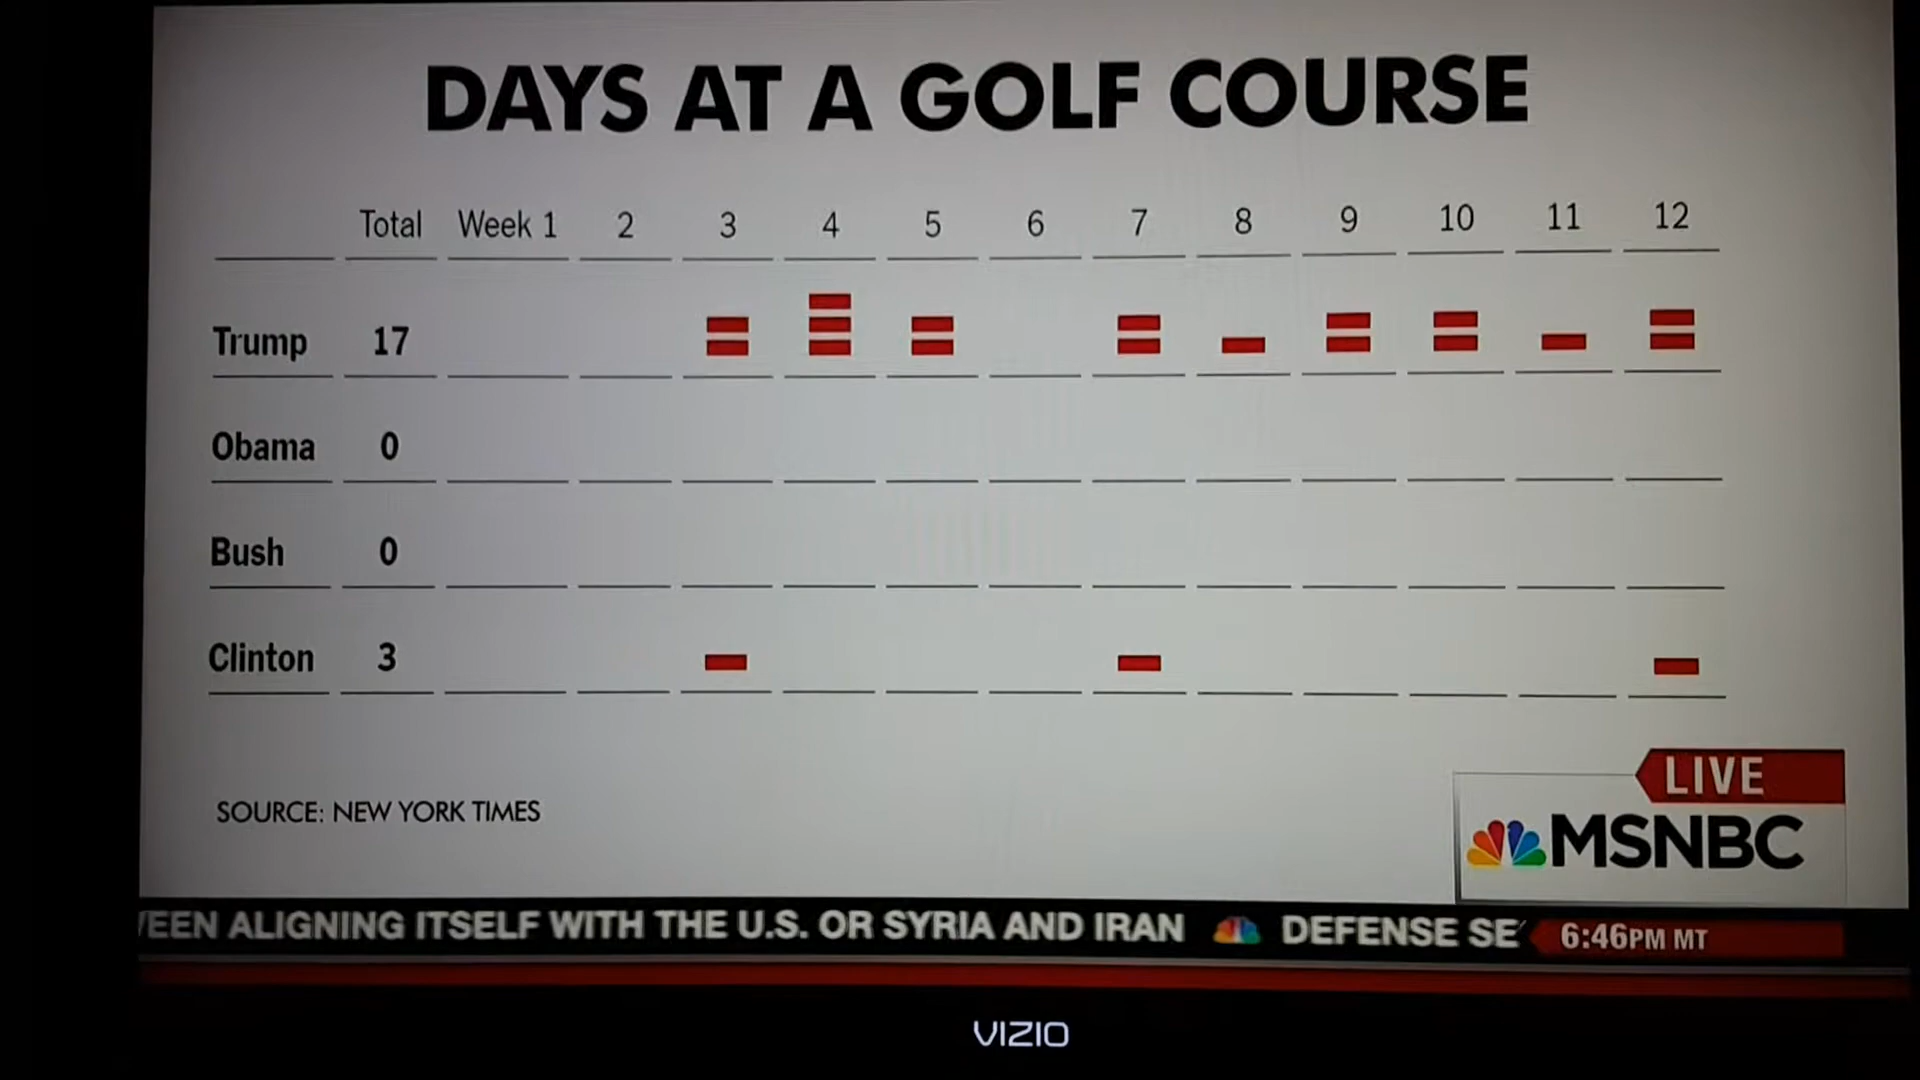 DAYS AT A GOLF COURSE
Total Week 1 2 3 4 5 6 7 8 9 10 11 12
Trump 17
Obama 0
Bush 0
Clinton 3
SOURCE: NEW YORK TIMES
LIVE
MSNBC
ALIGNING ITSELF WITH THE U.S. OR SYRIA AND IRAN DEFENSE 6:46PM MT
VIZIO